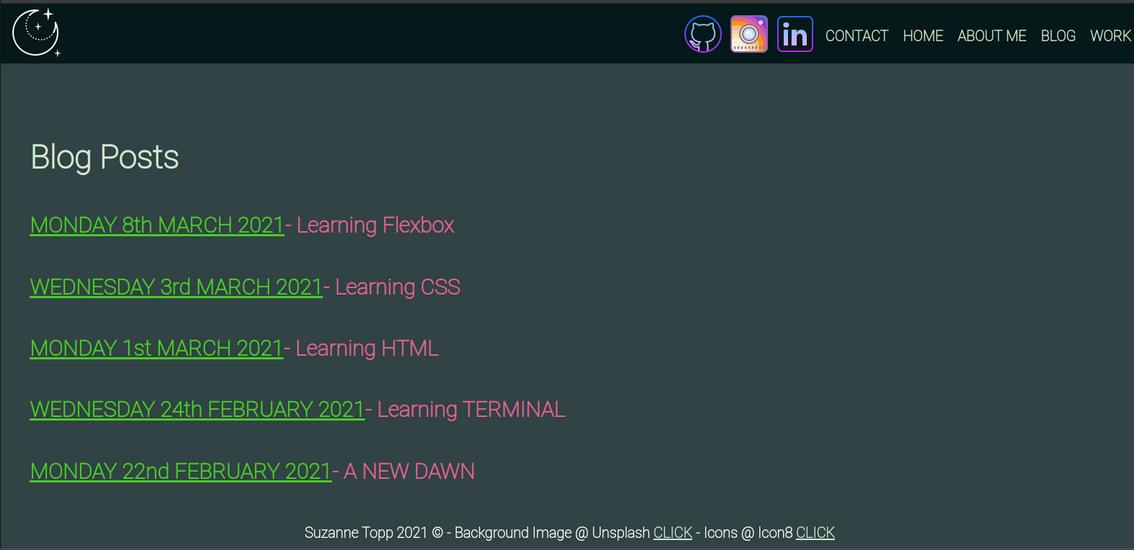 in CONTACT HOME ABOUT ME BLOG WORK
Blog Posts
MONDAY 8th MARCH 2021- Learning Flexbox
WEDNESDAY 3rd MARCH 2021- Learning CSS
MONDAY 1st MARCH 2021- Learning HTML
WEDNESDAY 24th FEBRUARY 2021- Learning TERMINAL
MONDAY 22nd FEBRUARY 2021- A NEW DAWN
Suzanne Topp 2021 © - Background Image @ Unsplash CLICK - Icons @ Icon8 CLICK